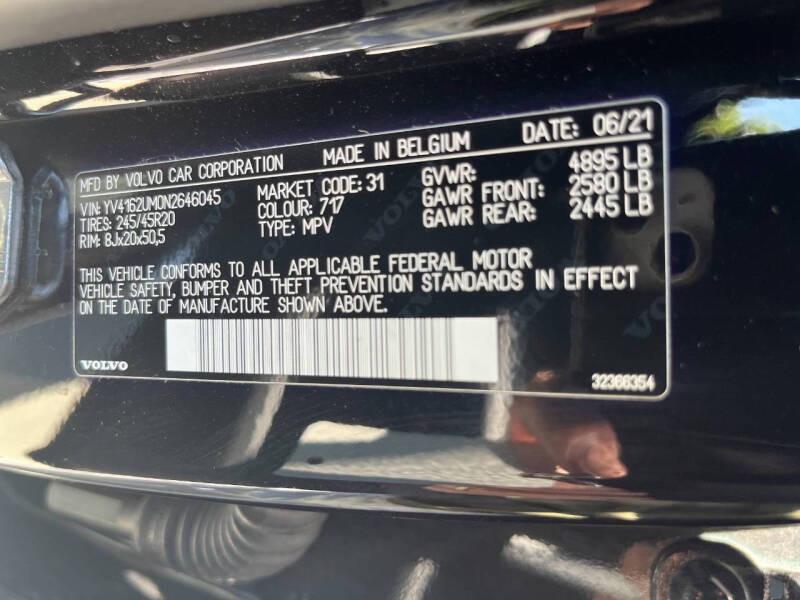 MFD BY VOLVO CAR CORPORATION MADE IN BELGIUM DATE: 06/21
VIN: YV4162UM0N2646045 MARKET CODE: 31 GVWR: 4895 LB
TIRES: 245/45R20 COLOUR: 717 GAWR FRONT: 2580 LB
RIM: 8Jx20x50,5 TYPE: MPV GAWR REAR: 2445 LB
THIS VEHICLE CONFORMS TO ALL APPLICABLE FEDERAL MOTOR
VEHICLE SAFETY, BUMPER AND THEFT PREVENTION STANDARDS IN EFFECT
ON THE DATE OF MANUFACTURE SHOWN ABOVE.
VOLVO 32366354